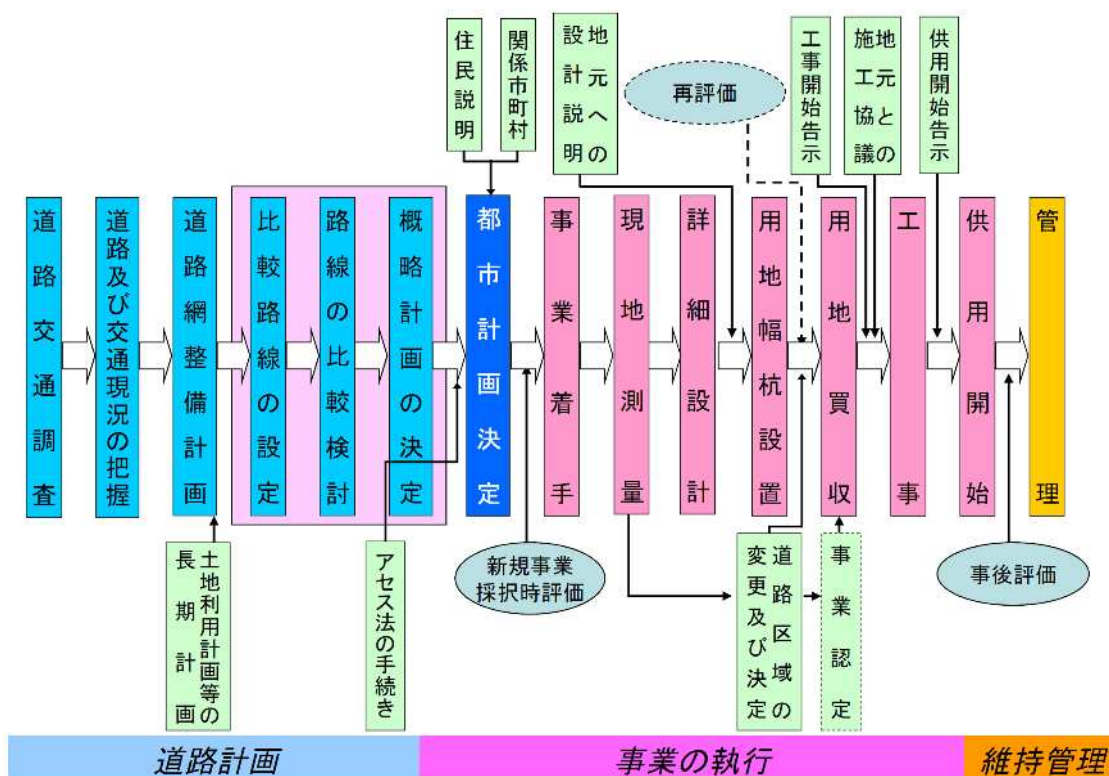 住民説明
関係市町村
地元への
設計説明
再評価
工事開始告示
地元との
施工協議
供用開始告示
道路交通調査
道路及び交通現況の把握
道路網整備計画
比較路線の設定
路線の比較検討
概略計画の決定
都市計画決定
事業着手
現地測量
詳細設計
用地幅杭設置
用地買収
工事
供用開始
管理
土地利用計画等の
長期計画
アセス法の手続き
新規事業
採択時評価
道路区域の
変更及び決定
事業認定
事後評価
道路計画
事業の執行
維持管理